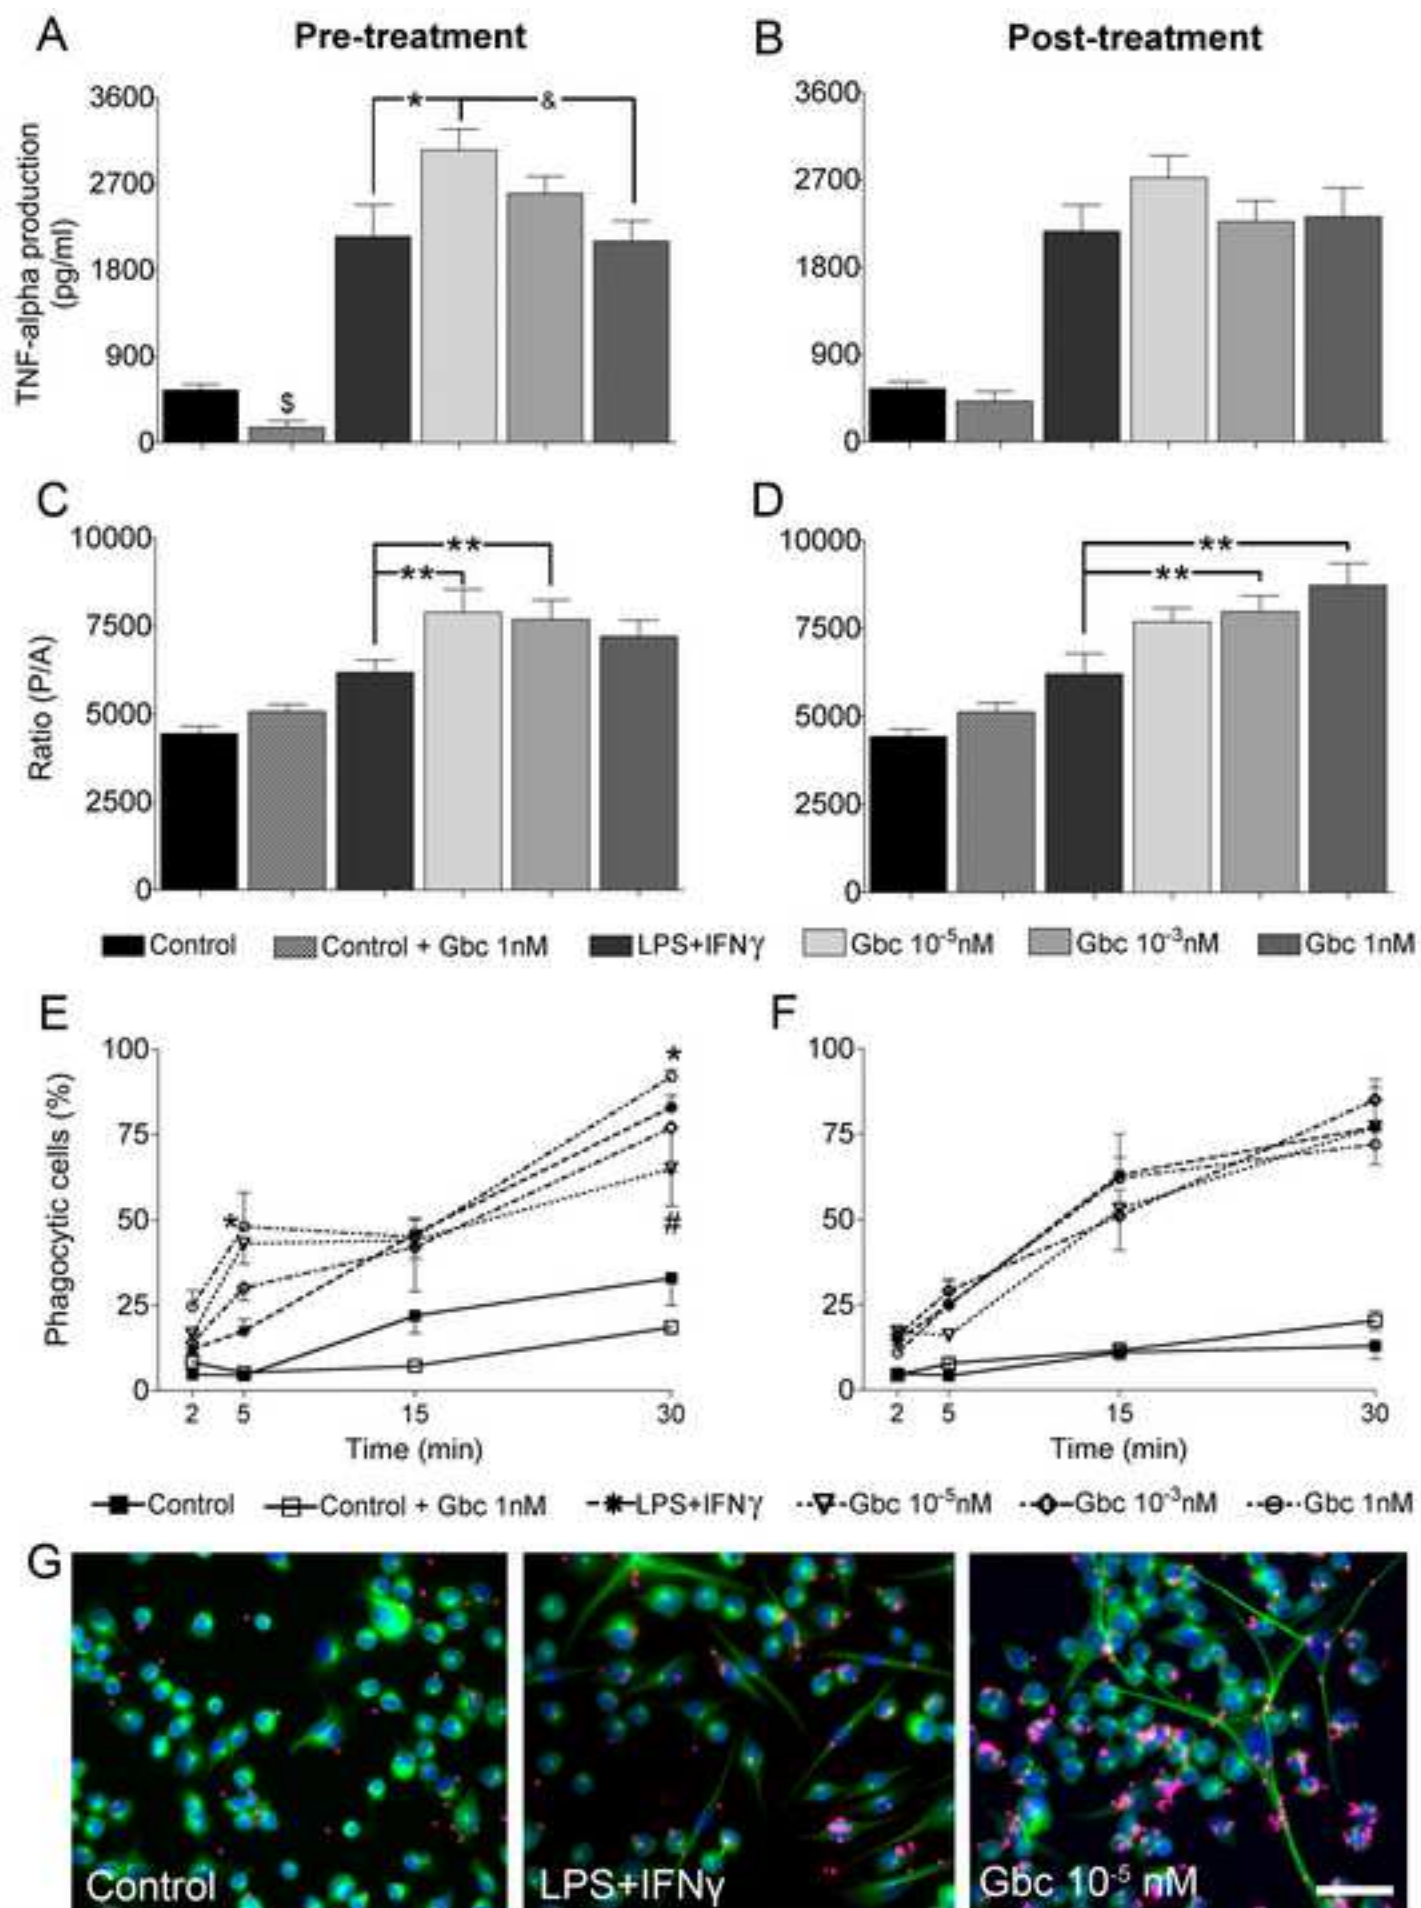 A Pre-treatment B Post-treatment
TNF-alpha production
(pg/ml)
3600 * & 3600
2700 2700
1800 1800
900 $ 900
0 0
C D
Ratio (P/A)
10000 ** ** 10000 ** **
7500 7500
5000 5000
2500 2500
0 0
Control Control + Gbc 1nM LPS+IFNγ Gbc 10⁻⁵nM Gbc 10⁻³nM Gbc 1nM
E F
Phagocytic cells (%)
100 * 100
75 75
50 * # 50
25 25
0 0
2 5 15 30 2 5 15 30
Time (min) Time (min)
Control Control + Gbc 1nM LPS+IFNγ Gbc 10⁻⁵nM Gbc 10⁻³nM Gbc 1nM
G
Control LPS+IFNγ Gbc 10⁻⁵ nM